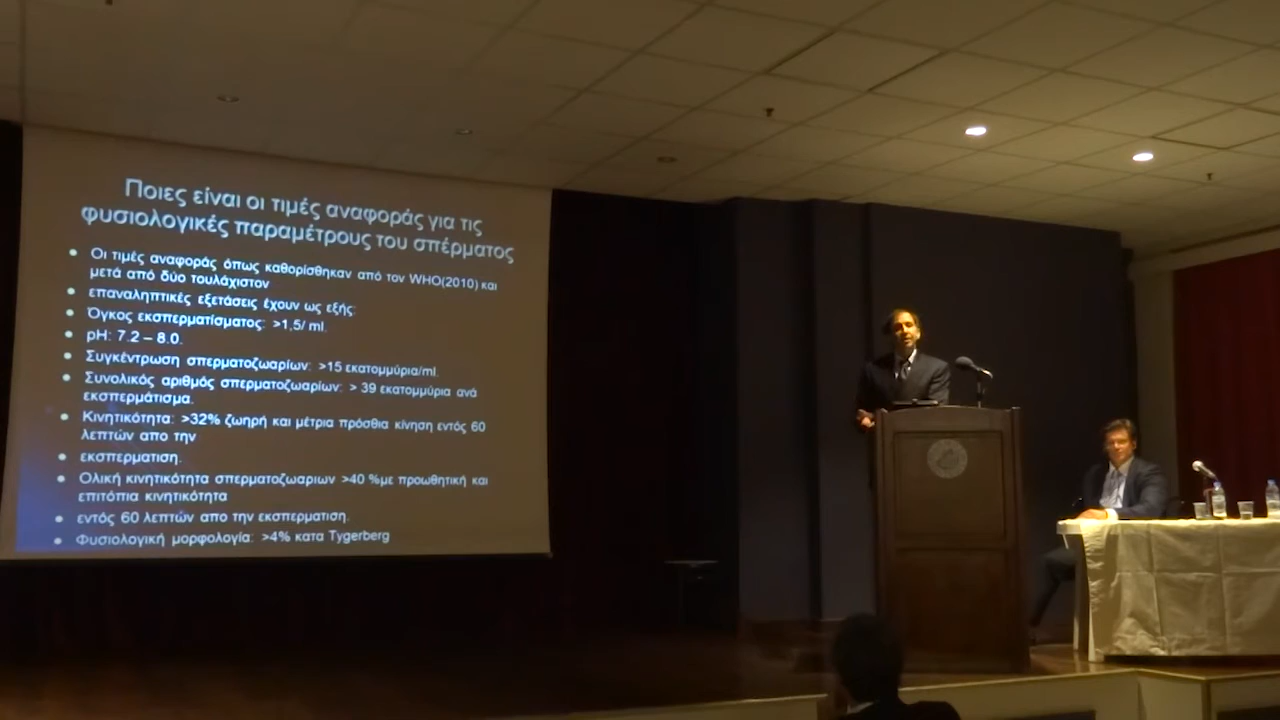 Ποιες είναι οι τιμές αναφοράς για τις
φυσιολογικές παραμέτρους του σπέρματος
• Οι τιμές αναφοράς όπως καθορίσθηκαν από τον WHO(2010) και
μετά από δύο τουλάχιστον
• επαναληπτικές εξετάσεις έχουν ως εξής:
• Όγκος εκσπερματίσματος: >1,5/ ml.
• pH: 7.2 – 8.0.
• Συγκέντρωση σπερματοζωαρίων: >15 εκατομμύρια/ml.
• Συνολικός αριθμός σπερματοζωαρίων: > 39 εκατομμύρια ανά
εκσπερμάτισμα.
• Κινητικότητα: >32% ζωηρή και μέτρια πρόσθια κίνηση εντός 60
λεπτών απο την
• εκσπερματιση.
• Ολική κινητικότητα σπερματοζωαριων >40 %με προωθητική και
επιτόπια κινητικότητα
• εντός 60 λεπτών απο την εκσπερματιση.
• Φυσιολογική μορφολογία: >4% κατα Tygerberg